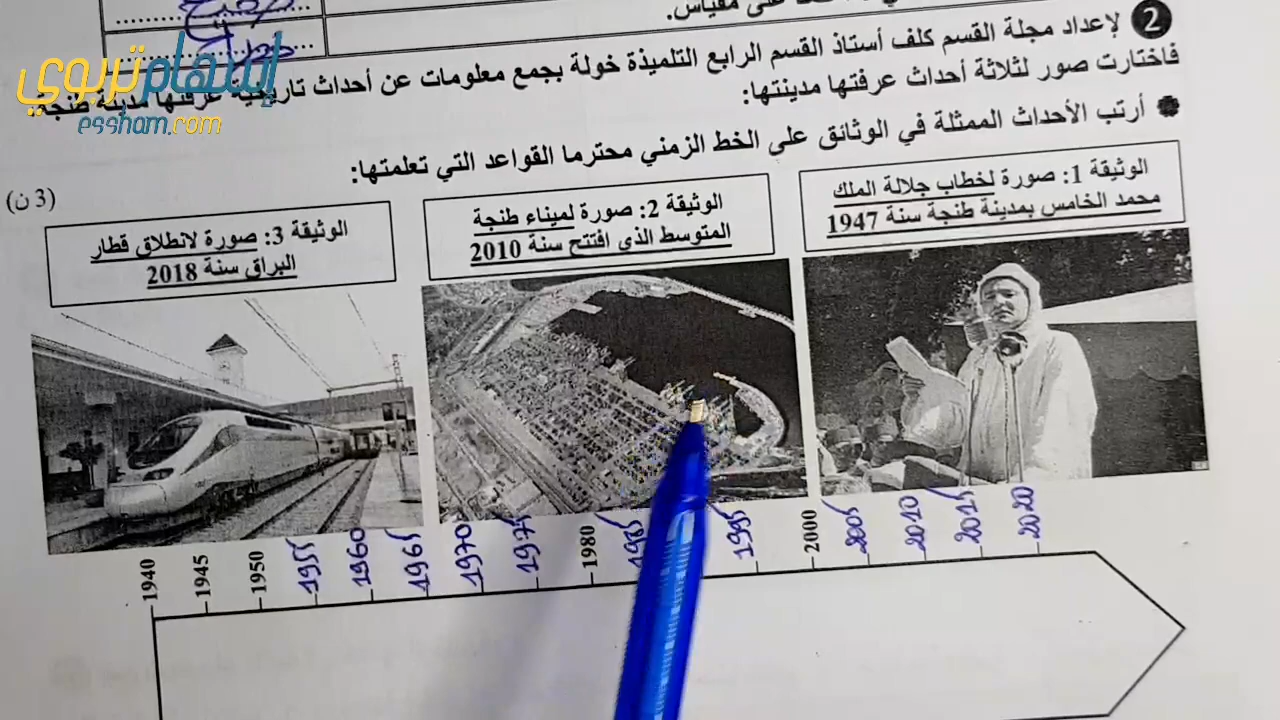 على مقياس.
إسهام تربوي
essham.com
2 لإعداد مجلة القسم كلف أستاذ القسم الرابع التلميذة خولة بجمع معلومات عن أحداث تاريخية عرفتها مدينة طنجة،
فاختارت صور لثلاثة أحداث عرفتها مدينتها:
أرتب الأحداث الممثلة في الوثائق على الخط الزمني محترما القواعد التي تعلمتها:
(3 ن)
الوثيقة 1: صورة لخطاب جلالة الملك
محمد الخامس بمدينة طنجة سنة 1947
الوثيقة 2: صورة لميناء طنجة
المتوسط الذي افتتح سنة 2010
الوثيقة 3: صورة لانطلاق قطار
البراق سنة 2018
1940 1945 1950 1955 1960 1965 1970 1975 1980 1985 1995 2000 2005 2010 2015 2020